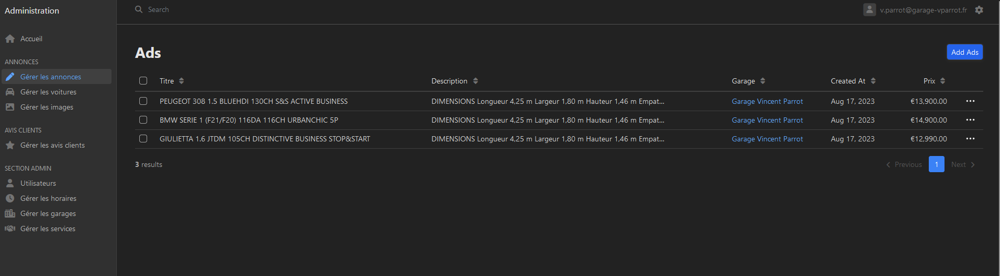 Administration
Search
v.parrot@garage-vparrot.fr
Accueil
ANNONCES
Gérer les annonces
Gérer les voitures
Gérer les images
AVIS CLIENTS
Gérer les avis clients
SECTION ADMIN
Utilisateurs
Gérer les horaires
Gérer les garages
Gérer les services
Ads
Add Ads
Titre Description Garage Created At Prix
PEUGEOT 308 1.5 BLUEHDI 130CH S&S ACTIVE BUSINESS DIMENSIONS Longueur 4,25 m Largeur 1,80 m Hauteur 1,46 m Empat... Garage Vincent Parrot Aug 17, 2023 €13,900.00
BMW SERIE 1 (F21/F20) 116DA 116CH URBANCHIC 5P DIMENSIONS Longueur 4,25 m Largeur 1,80 m Hauteur 1,46 m Empat... Garage Vincent Parrot Aug 17, 2023 €14,900.00
GIULIETTA 1.6 JTDM 105CH DISTINCTIVE BUSINESS STOP&START DIMENSIONS Longueur 4,25 m Largeur 1,80 m Hauteur 1,46 m Empat... Garage Vincent Parrot Aug 17, 2023 €12,990.00
3 results
Previous 1 Next